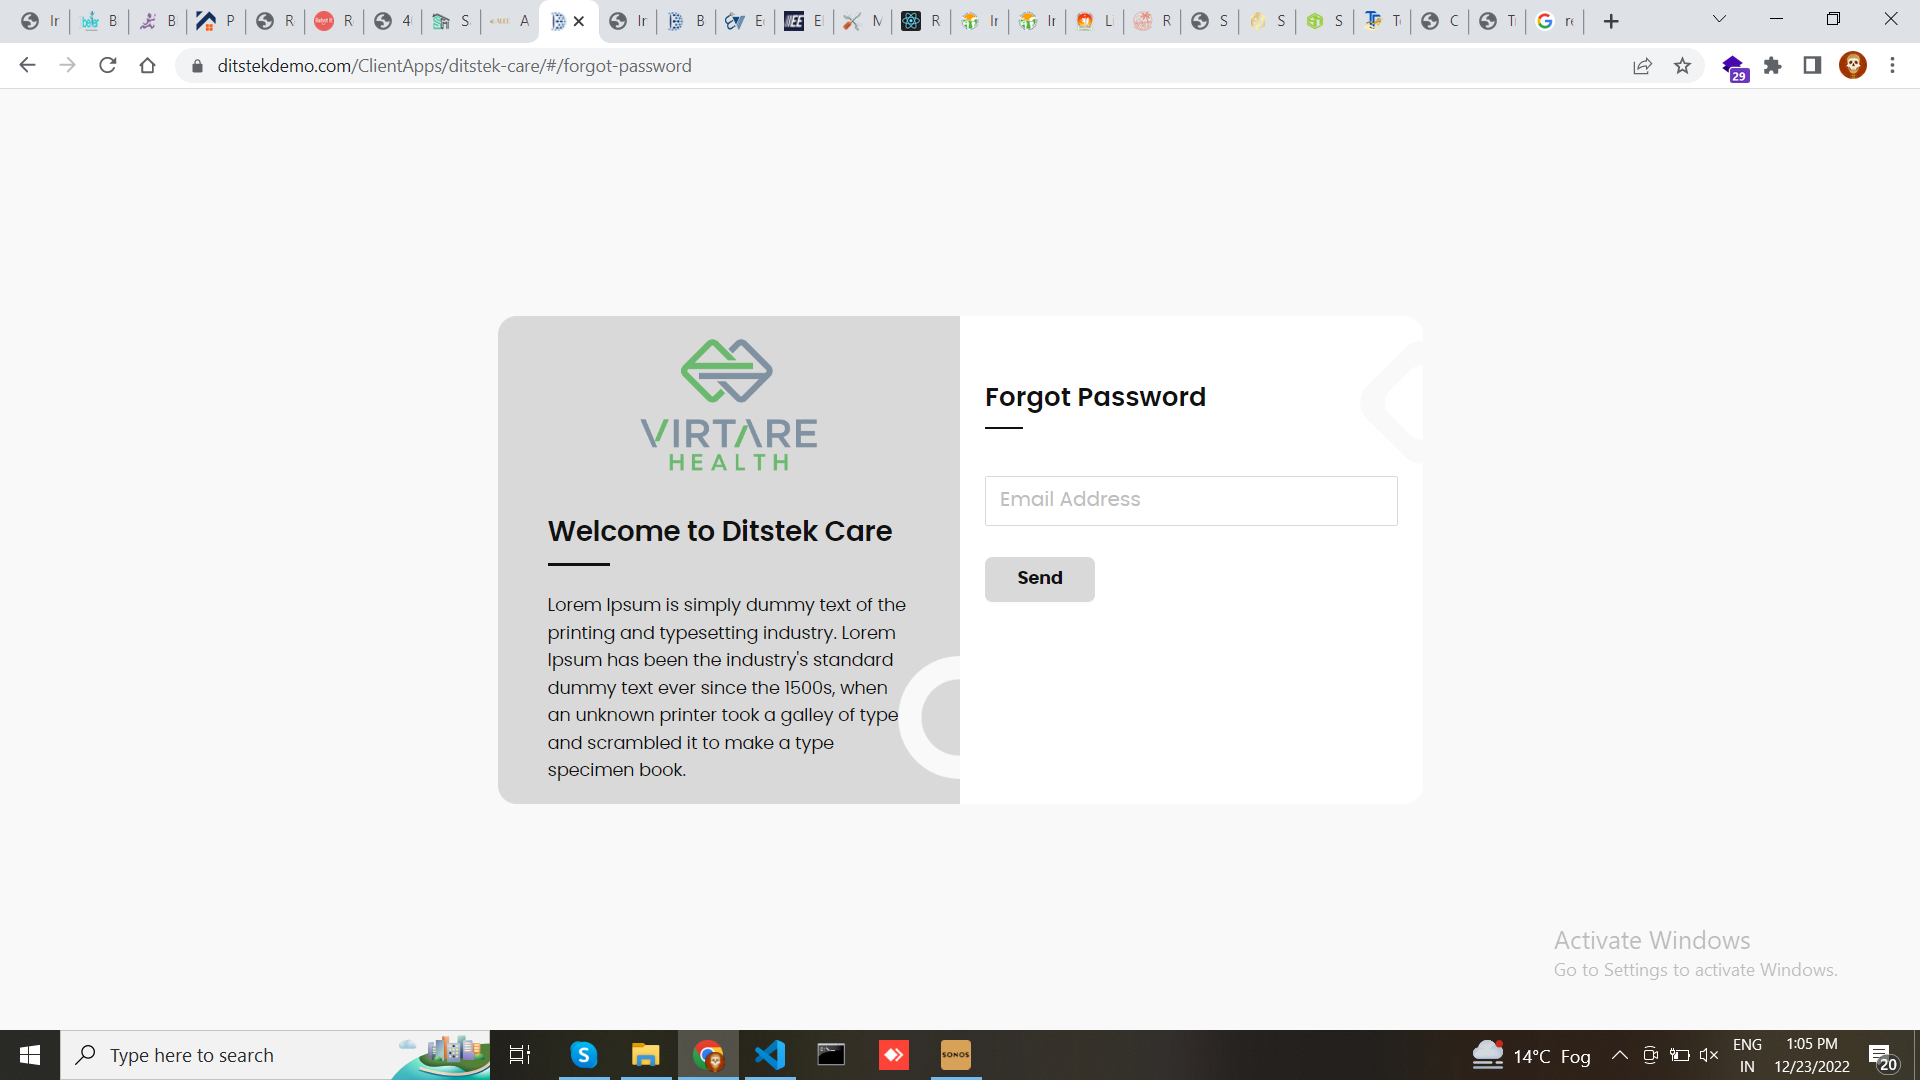 Ir
B
B
P
R
R
4
S
A
Ir
B
E
El
M
R
Ir
Ir
Li
R
S
S
S
T
C
T
re
ditstekdemo.com/ClientApps/ditstek-care/#/forgot-password
29
VIRTARE
HEALTH
Welcome to Ditstek Care
Lorem Ipsum is simply dummy text of the
printing and typesetting industry. Lorem
Ipsum has been the industry's standard
dummy text ever since the 1500s, when
an unknown printer took a galley of type
and scrambled it to make a type
specimen book.
Forgot Password
Email Address
Send
Activate Windows
Go to Settings to activate Windows.
Type here to search
SONOS
14°C Fog
ENG
IN
1:05 PM
12/23/2022
20